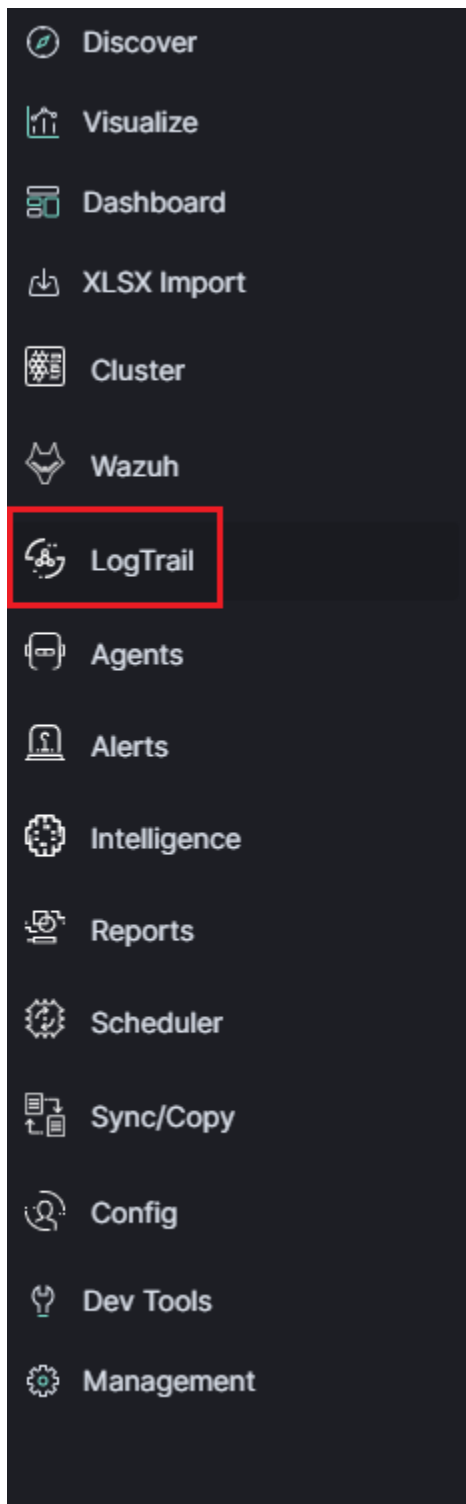 Discover
Visualize
Dashboard
XLSX Import
Cluster
Wazuh
LogTrail
Agents
Alerts
Intelligence
Reports
Scheduler
Sync/Copy
Config
Dev Tools
Management